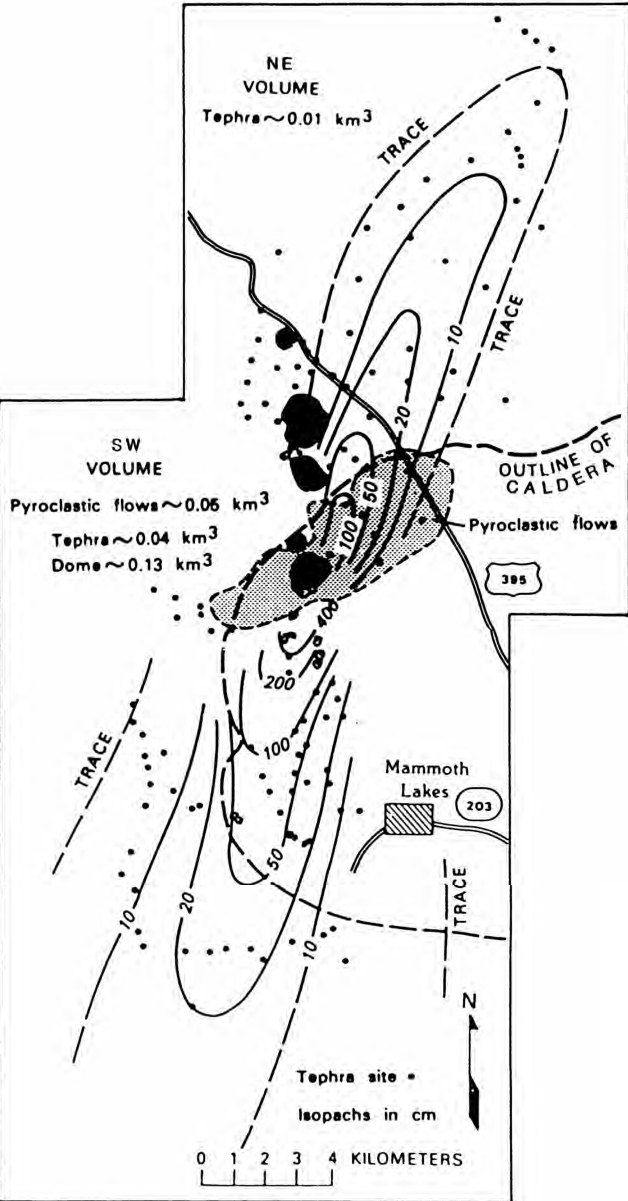 NE
VOLUME
Tephra~0.01 km3
TRACE
TRACE
10
20
50
100
OUTLINE OF
CALDERA
SW
VOLUME
Pyroclastic flows~0.05 km3
Tephra~0.04 km3
Dome~0.13 km3
Pyroclastic flows
395
400
200
100
TRACE
Mammoth
Lakes
203
50
20
10
10
TRACE
N
Tephra site •
Isopachs in cm
0 1 2 3 4 KILOMETERS